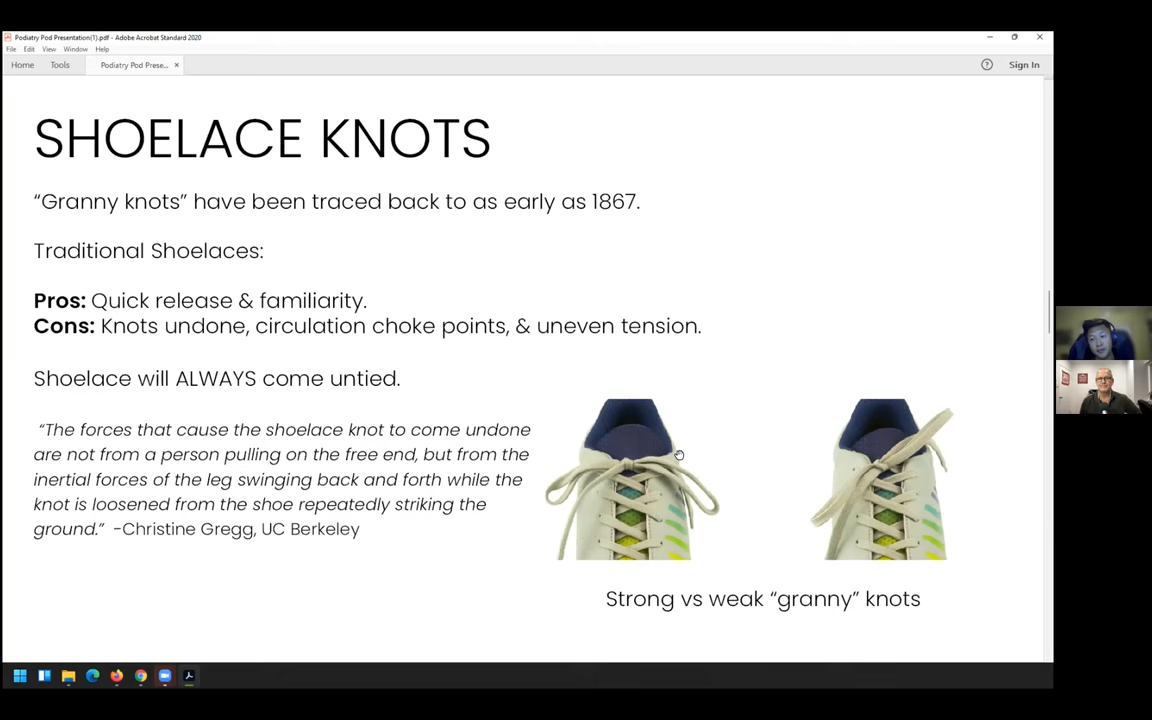 Podiatry Pod Presentation(1).pdf - Adobe Acrobat Standard 2020
File Edit View Window Help
Home Tools Podiatry Pod Prese... × ? Sign In
SHOELACE KNOTS
“Granny knots” have been traced back to as early as 1867.
Traditional Shoelaces:
Pros: Quick release & familiarity.
Cons: Knots undone, circulation choke points, & uneven tension.
Shoelace will ALWAYS come untied.
“The forces that cause the shoelace knot to come undone
are not from a person pulling on the free end, but from the
inertial forces of the leg swinging back and forth while the
knot is loosened from the shoe repeatedly striking the
ground.” -Christine Gregg, UC Berkeley
Strong vs weak “granny” knots